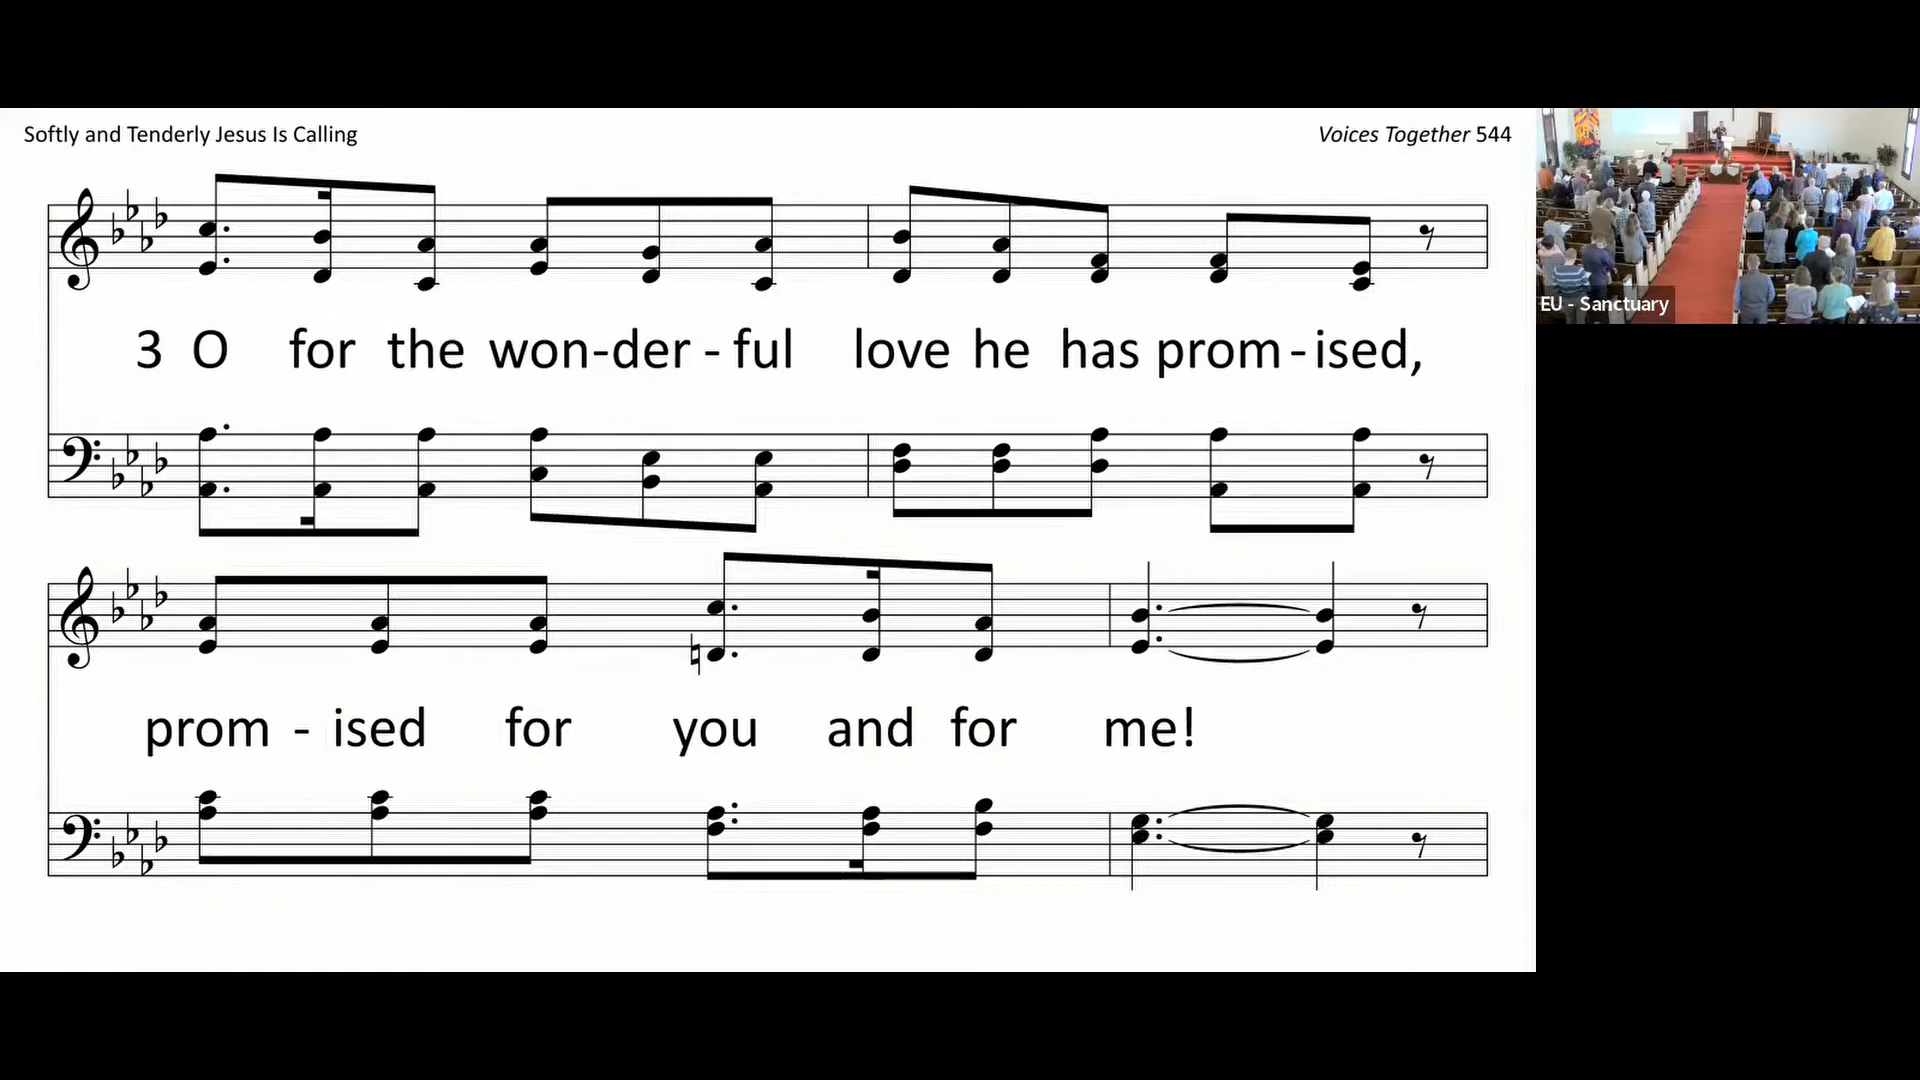 Softly and Tenderly Jesus Is Calling
Voices Together 544
3 O for the won-der - ful love he has prom - ised,
prom - ised for you and for me!
EU - Sanctuary